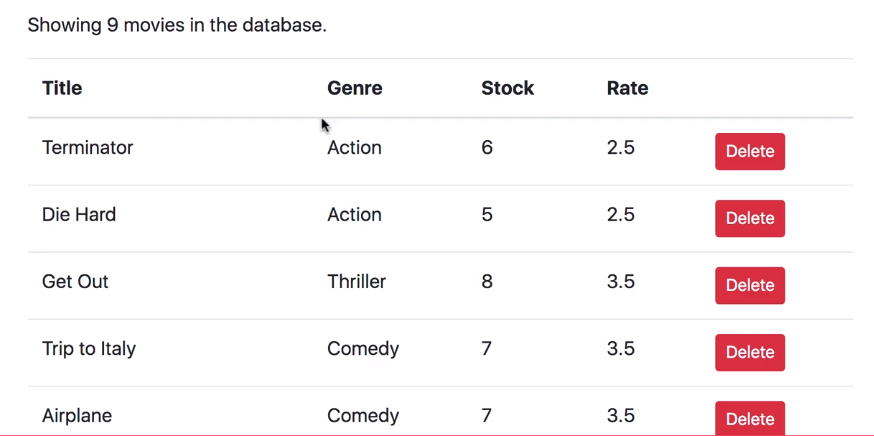 Showing 9 movies in the database.
Title Genre Stock Rate
Terminator Action 6 2.5 Delete
Die Hard Action 5 2.5 Delete
Get Out Thriller 8 3.5 Delete
Trip to Italy Comedy 7 3.5 Delete
Airplane Comedy 7 3.5 Delete